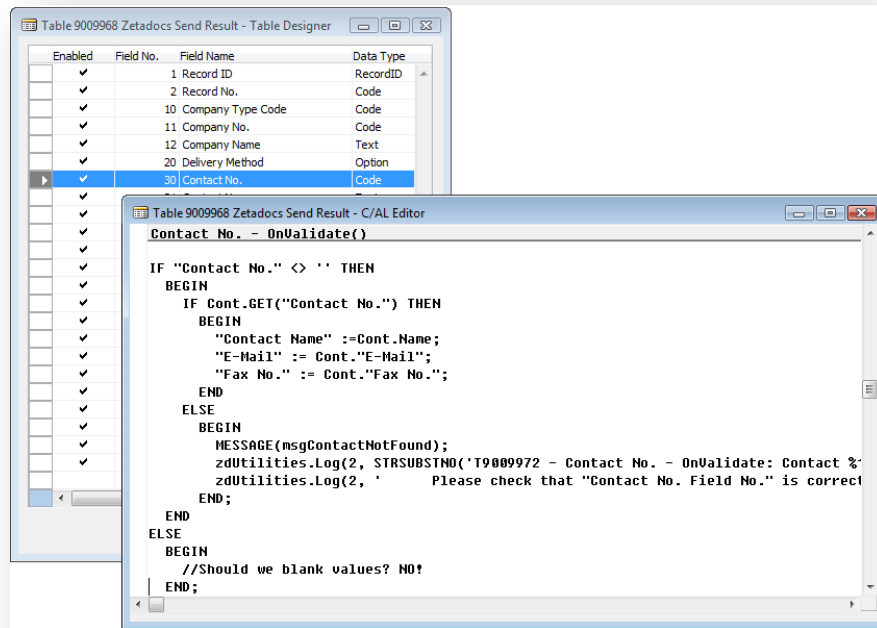 Table 9009968 Zetadocs Send Result - Table Designer
Enabled Field No. Field Name Data Type
1 Record ID RecordID
2 Record No. Code
10 Company Type Code Code
11 Company No. Code
12 Company Name Text
20 Delivery Method Option
30 Contact No. Code
Table 9009968 Zetadocs Send Result - C/AL Editor
Contact No. - OnValidate()
IF "Contact No." <> '' THEN
BEGIN
IF Cont.GET("Contact No.") THEN
BEGIN
"Contact Name" :=Cont.Name;
"E-Mail" := Cont."E-Mail";
"Fax No." := Cont."Fax No.";
END
ELSE
BEGIN
MESSAGE(msgContactNotFound);
zdUtilities.Log(2, STRSUBSTNO('T9009972 - Contact No. - OnValidate: Contact %
zdUtilities.Log(2, ' Please check that "Contact No. Field No." is correct
END;
END
ELSE
BEGIN
//Should we blank values? NO!
END;